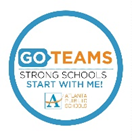 GO TEAMS
STRONG SCHOOLS
START WITH ME!
ATLANTA
PUBLIC
SCHOOLS